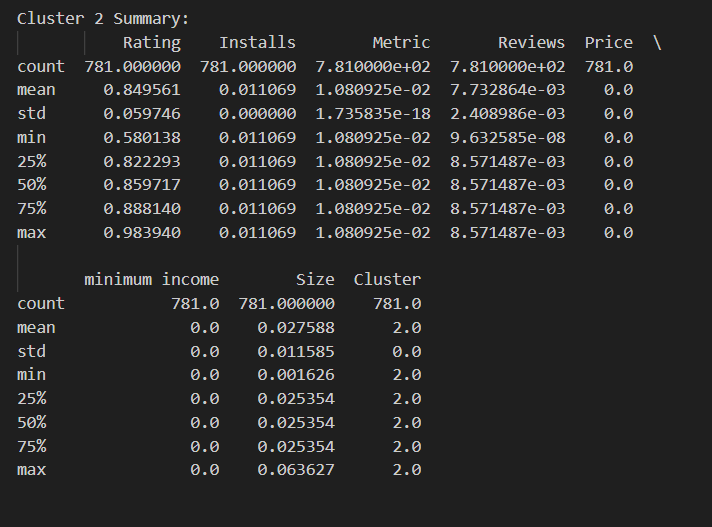 Cluster 2 Summary:
Rating Installs Metric Reviews Price \
count 781.000000 781.000000 7.810000e+02 7.810000e+02 781.0
mean 0.849561 0.011069 1.080925e-02 7.732864e-03 0.0
std 0.059746 0.000000 1.735835e-18 2.408986e-03 0.0
min 0.580138 0.011069 1.080925e-02 9.632585e-08 0.0
25% 0.822293 0.011069 1.080925e-02 8.571487e-03 0.0
50% 0.859717 0.011069 1.080925e-02 8.571487e-03 0.0
75% 0.888140 0.011069 1.080925e-02 8.571487e-03 0.0
max 0.983940 0.011069 1.080925e-02 8.571487e-03 0.0
minimum income Size Cluster
count 781.0 781.000000 781.0
mean 0.0 0.027588 2.0
std 0.0 0.011585 0.0
min 0.0 0.001626 2.0
25% 0.0 0.025354 2.0
50% 0.0 0.025354 2.0
75% 0.0 0.025354 2.0
max 0.0 0.063627 2.0